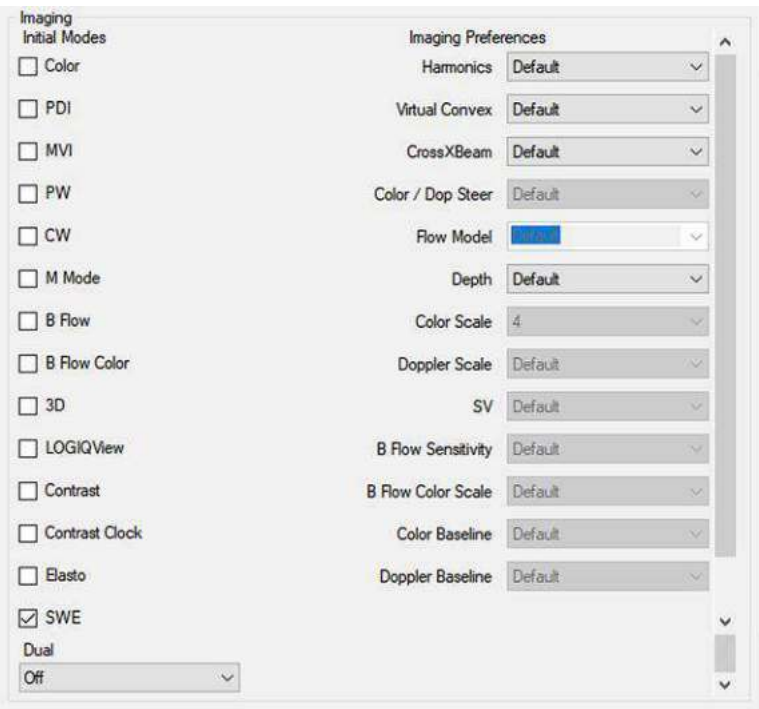 Imaging
Initial Modes Imaging Preferences
Color Harmonics Default
PDI Virtual Convex Default
MVI CrossXBeam Default
PW Color / Dop Steer Default
CW Flow Model Default
M Mode Depth Default
B Flow Color Scale 4
B Flow Color Doppler Scale Default
3D SV Default
LOGIQView B Flow Sensitivity Default
Contrast B Flow Color Scale Default
Contrast Clock Color Baseline Default
Elasto Doppler Baseline Default
SWE
Dual
Off